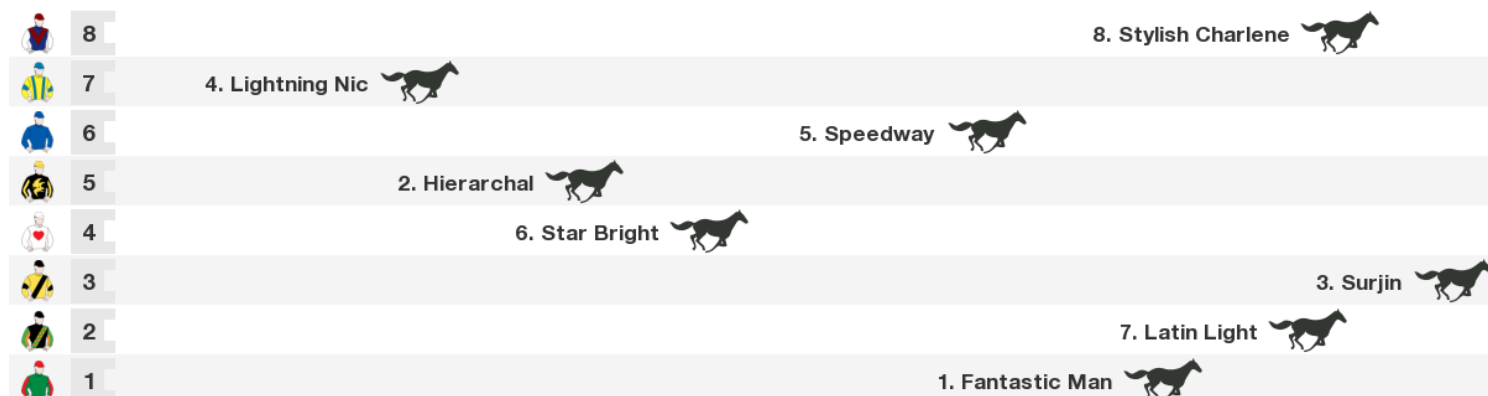 8 8. Stylish Charlene
7 4. Lightning Nic
6 5. Speedway
5 2. Hierarchal
4 6. Star Bright
3 3. Surjin
2 7. Latin Light
1 1. Fantastic Man